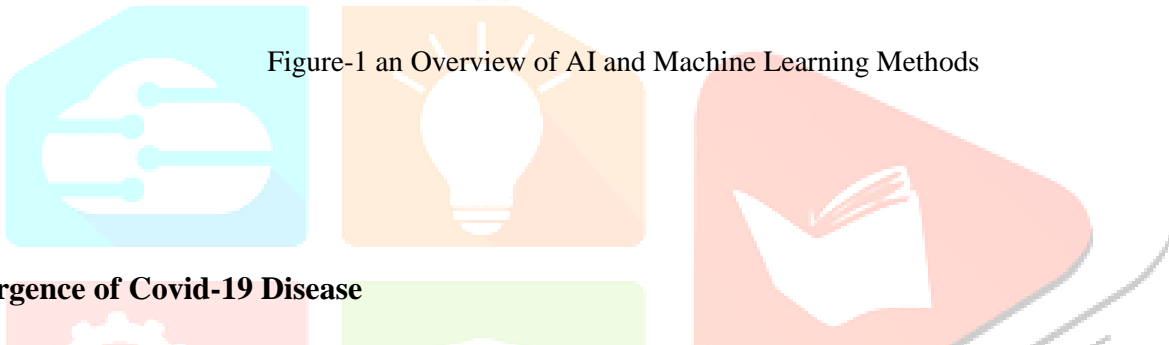 Figure-1 an Overview of AI and Machine Learning Methods
rgence of Covid-19 Disease